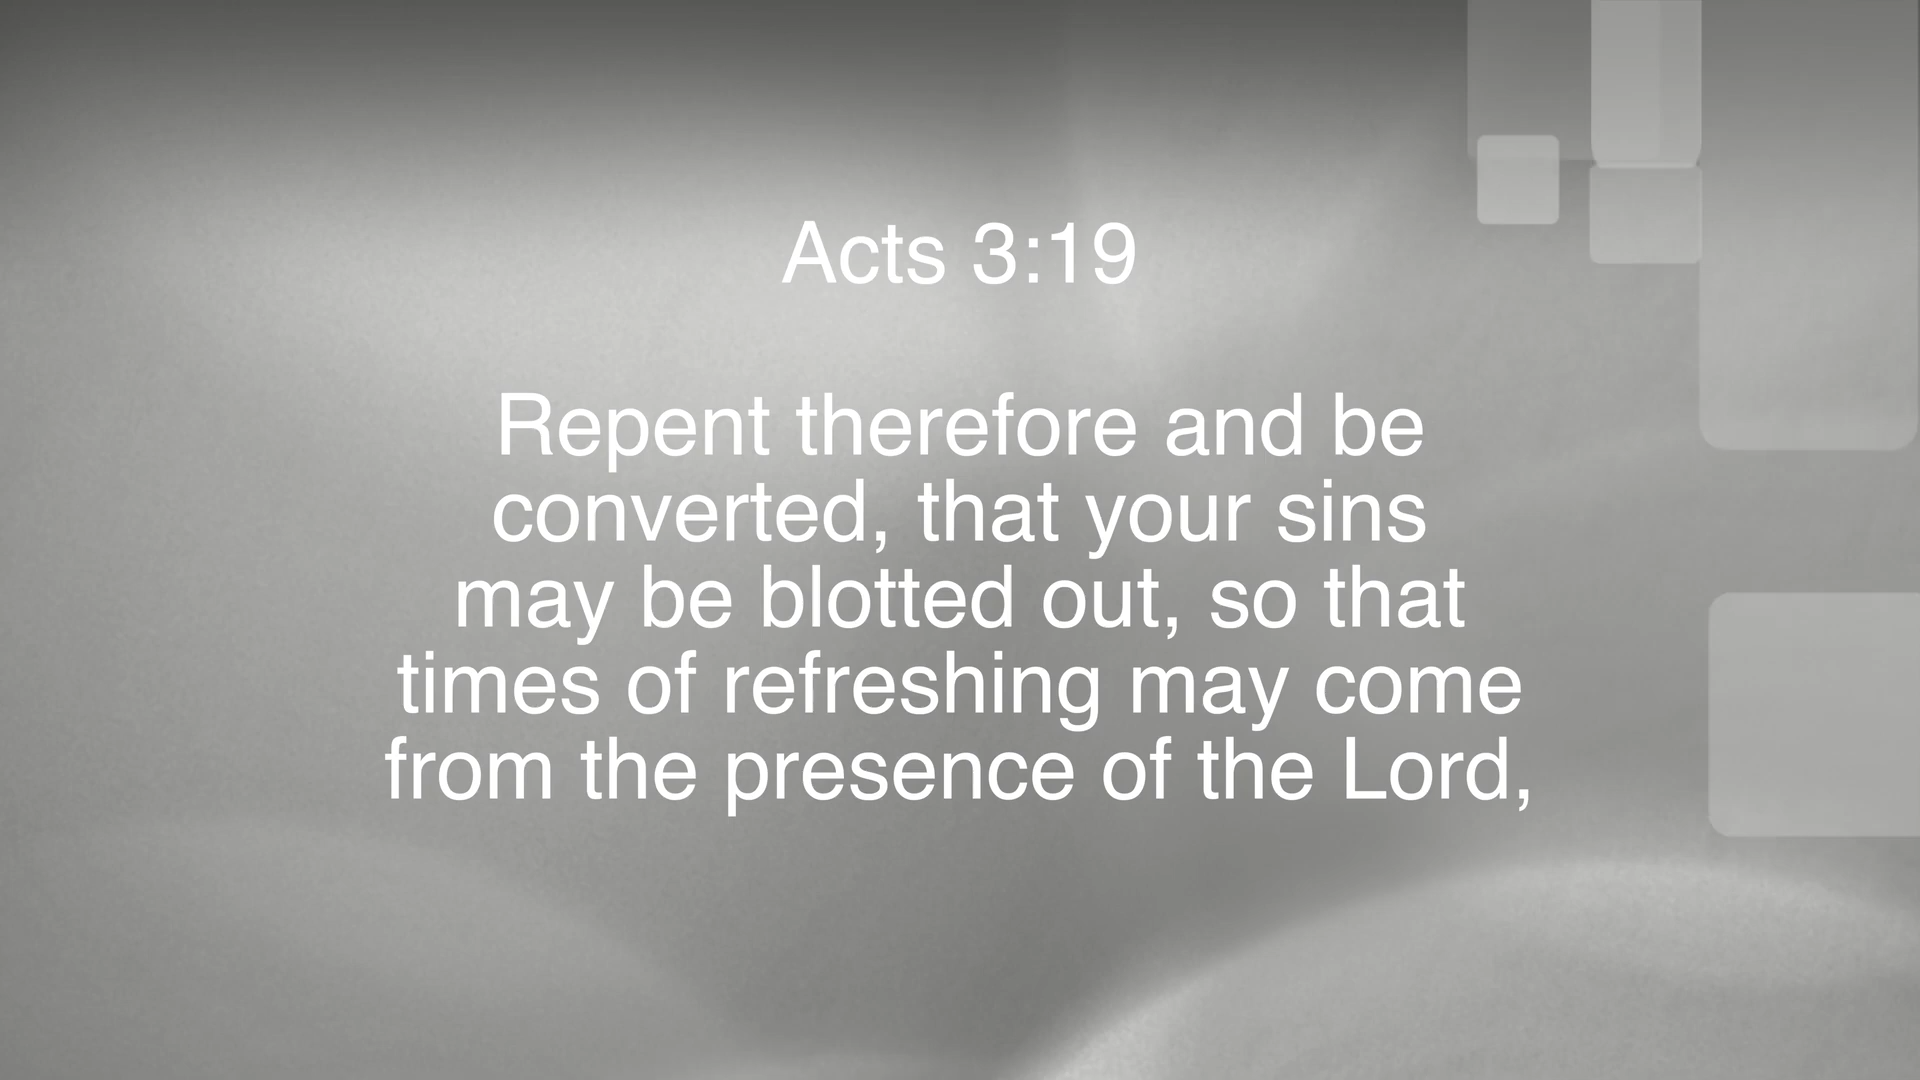 Acts 3:19
Repent therefore and be
converted, that your sins
may be blotted out, so that
times of refreshing may come
from the presence of the Lord,